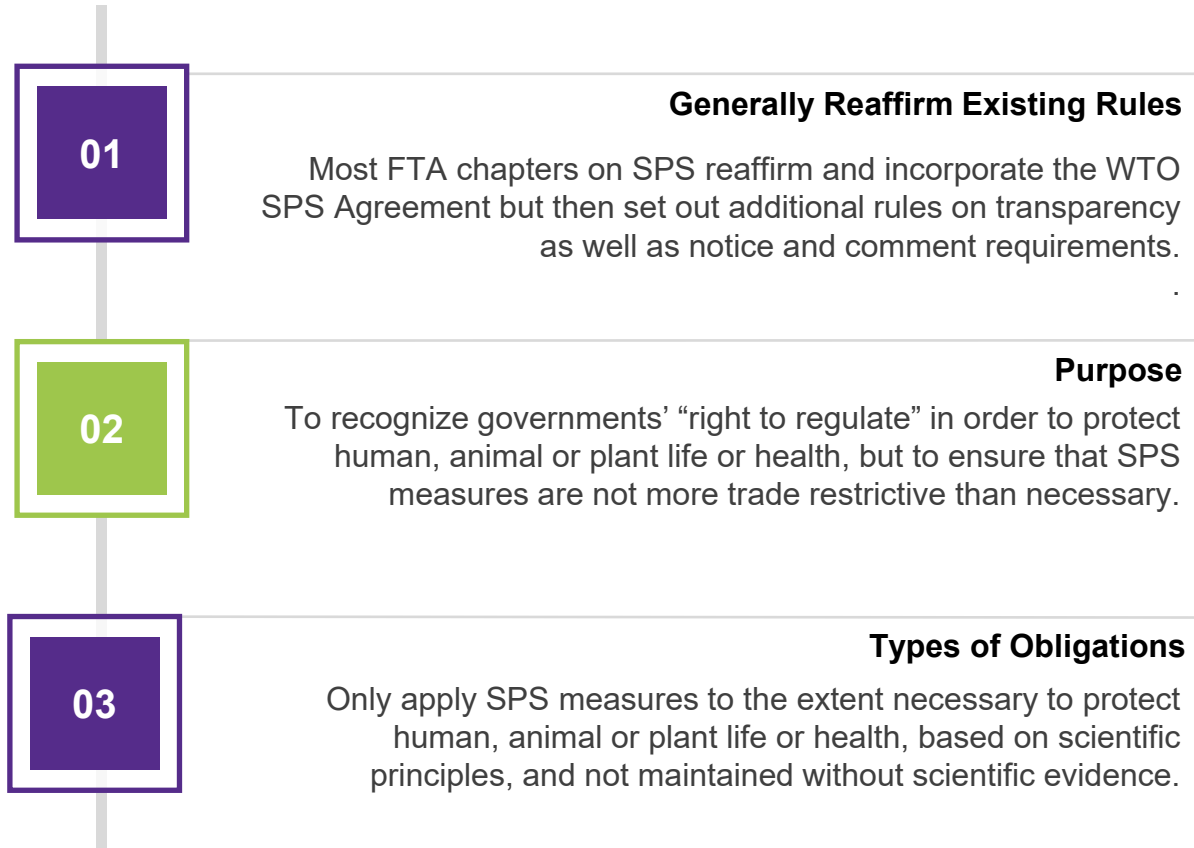 01
Generally Reaffirm Existing Rules
Most FTA chapters on SPS reaffirm and incorporate the WTO
SPS Agreement but then set out additional rules on transparency
as well as notice and comment requirements.
.
02
Purpose
To recognize governments’ “right to regulate” in order to protect
human, animal or plant life or health, but to ensure that SPS
measures are not more trade restrictive than necessary.
03
Types of Obligations
Only apply SPS measures to the extent necessary to protect
human, animal or plant life or health, based on scientific
principles, and not maintained without scientific evidence.